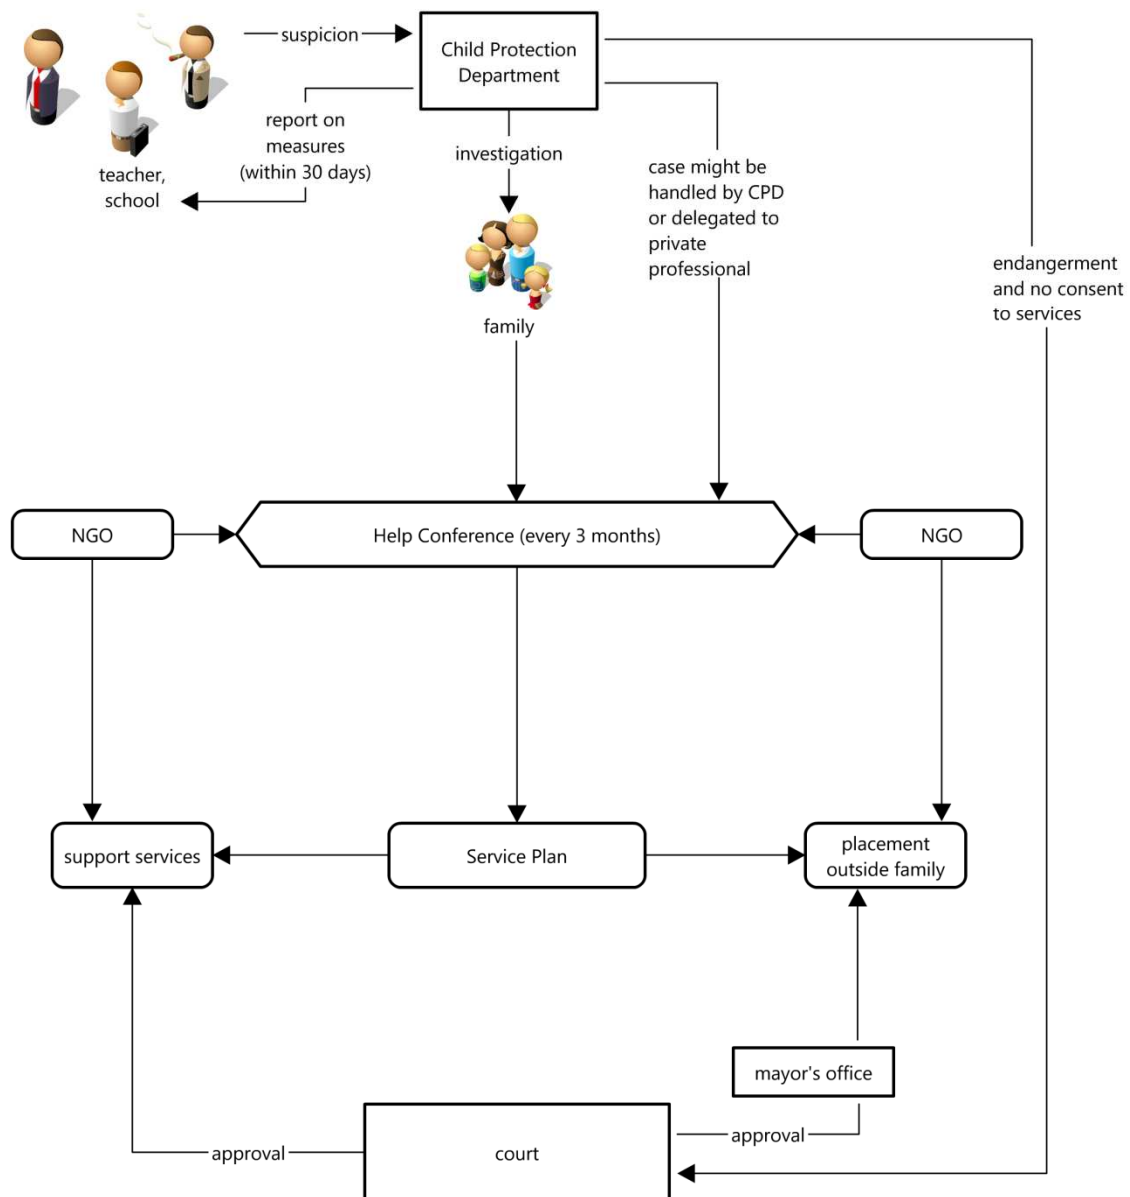 suspicion
Child Protection
Department
report on
measures
(within 30 days)
teacher,
school
investigation
case might be
handled by CPD
or delegated to
private
professional
endangerment
and no consent
to services
family
NGO
Help Conference (every 3 months)
NGO
support services
Service Plan
placement
outside family
mayor's office
approval
court
approval